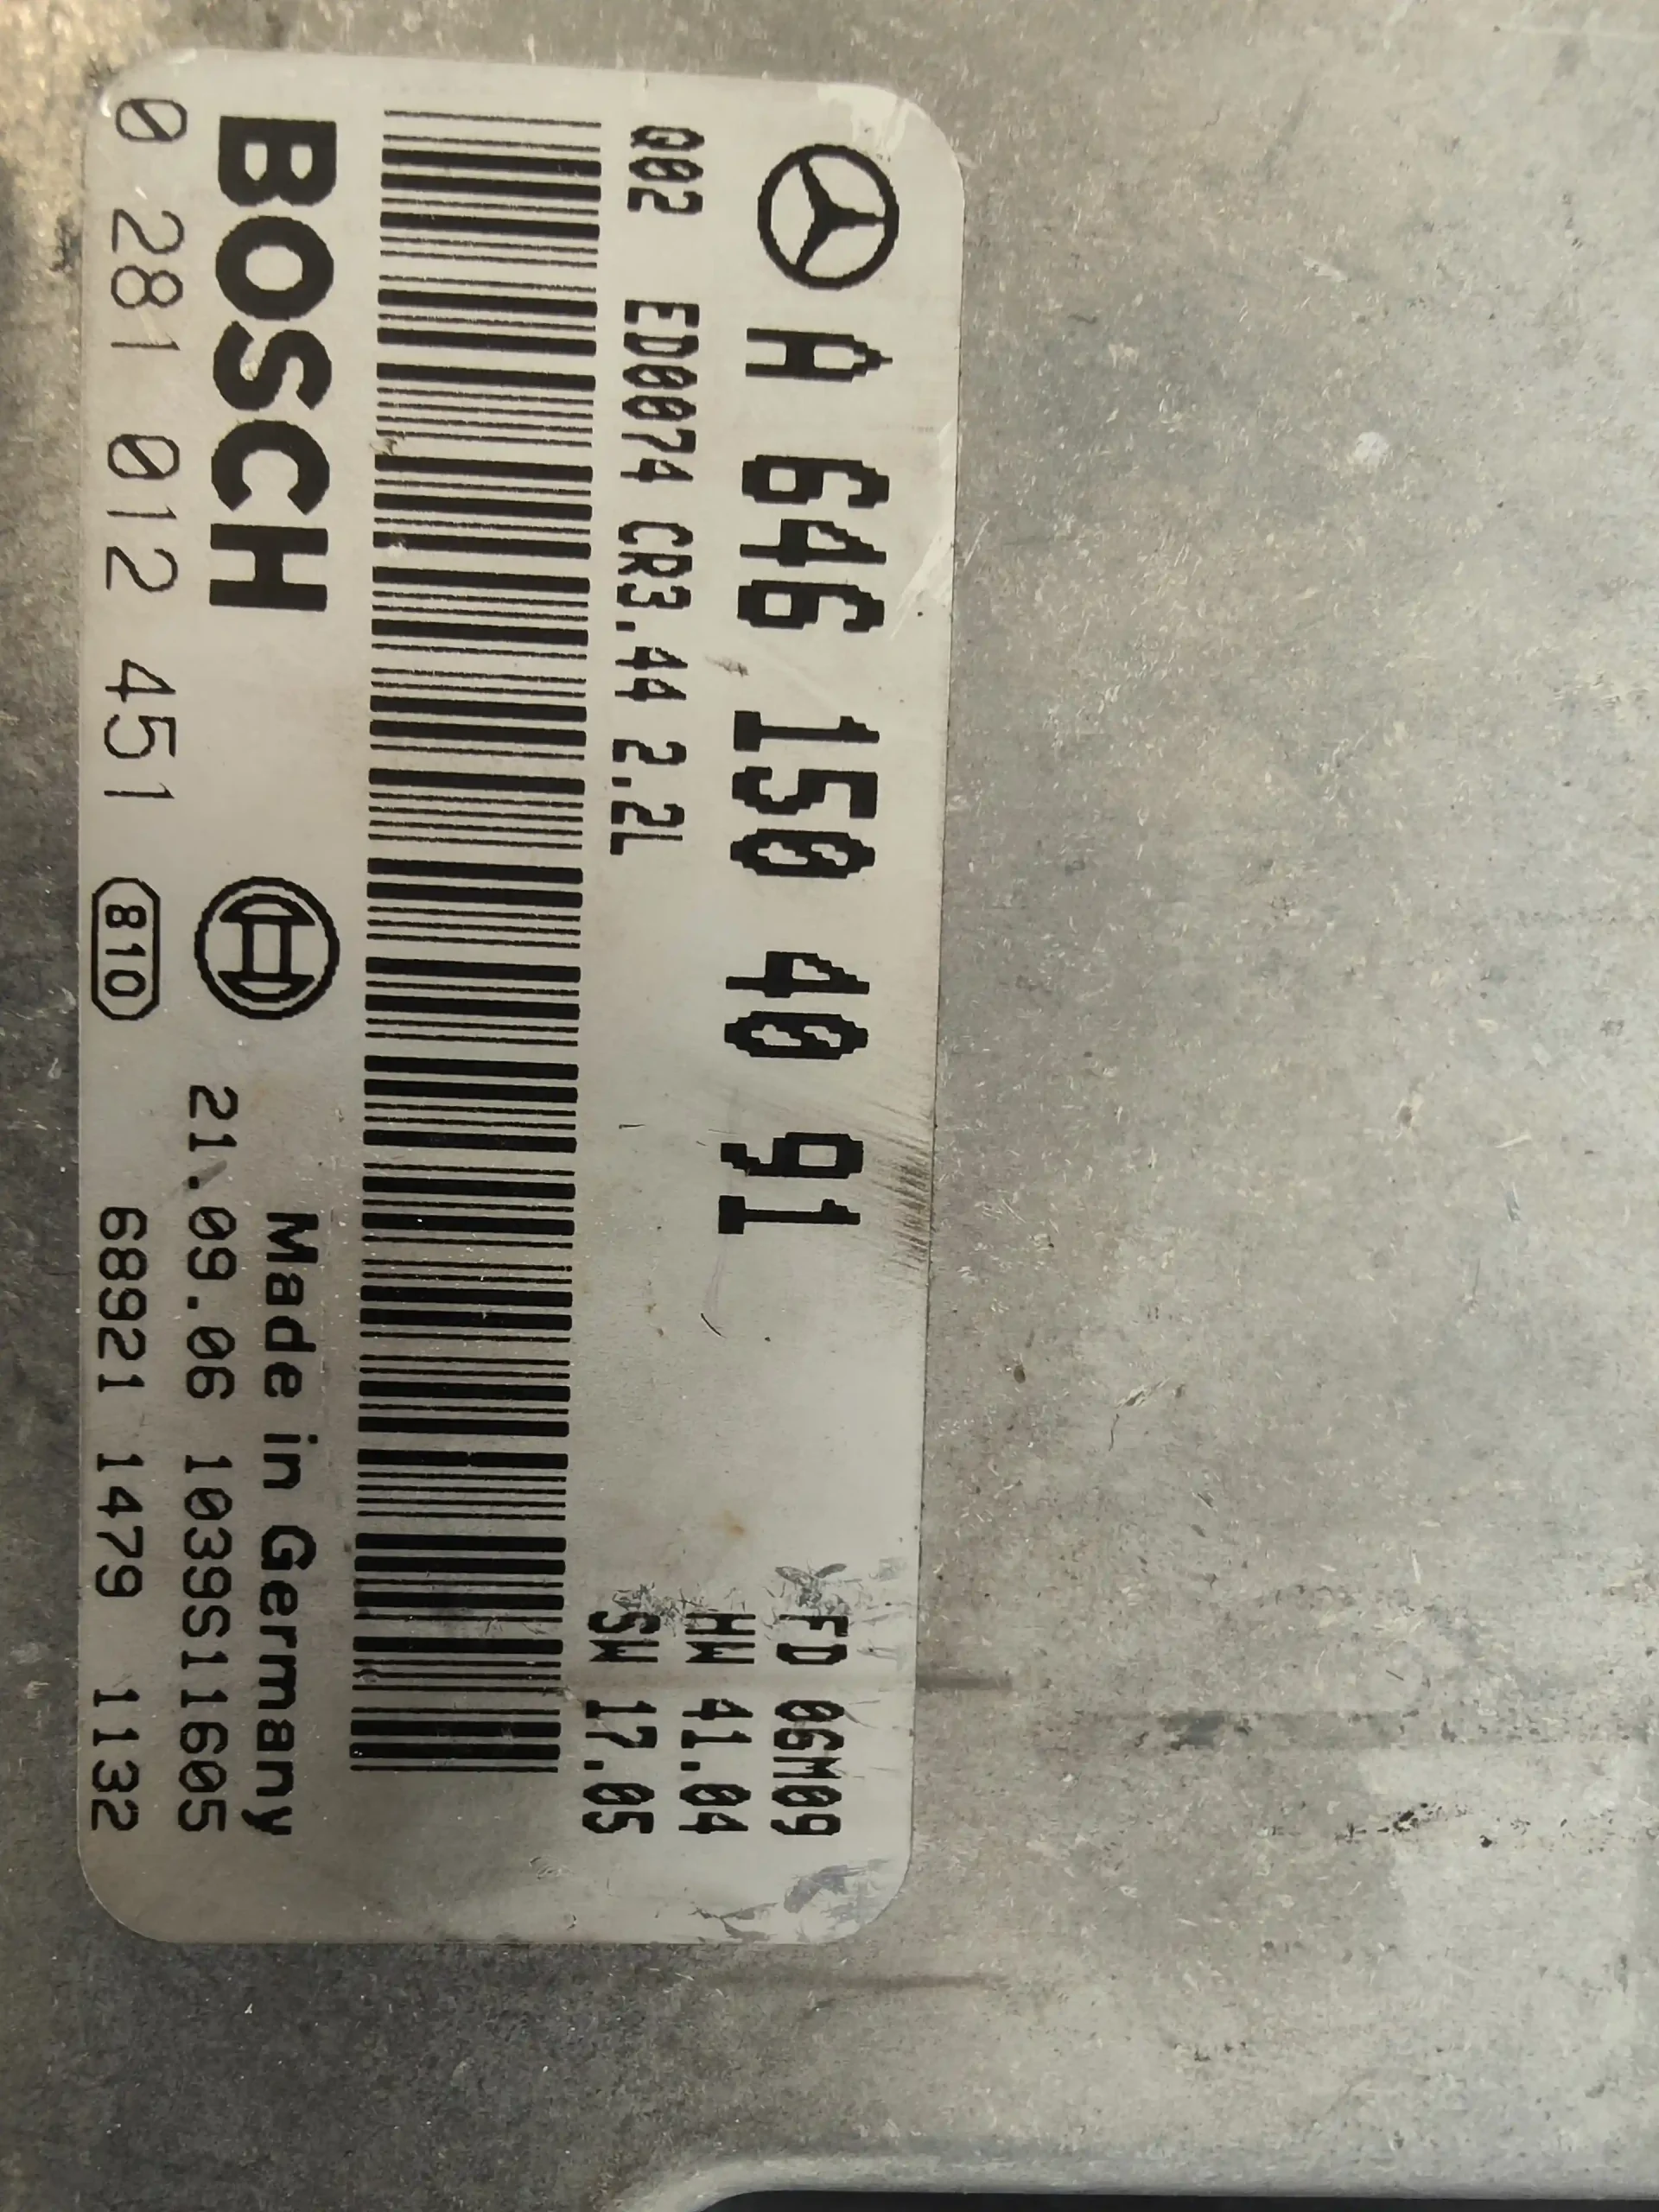 A 646 150 40 91
FD 06M09
HW 41.04
Q02 ED0074 CR3.44 2.2L
SW 17.05
BOSCH
Made in Germany
21.09.06 1039S11605
0 281 012 451
810
68921 1479 1132